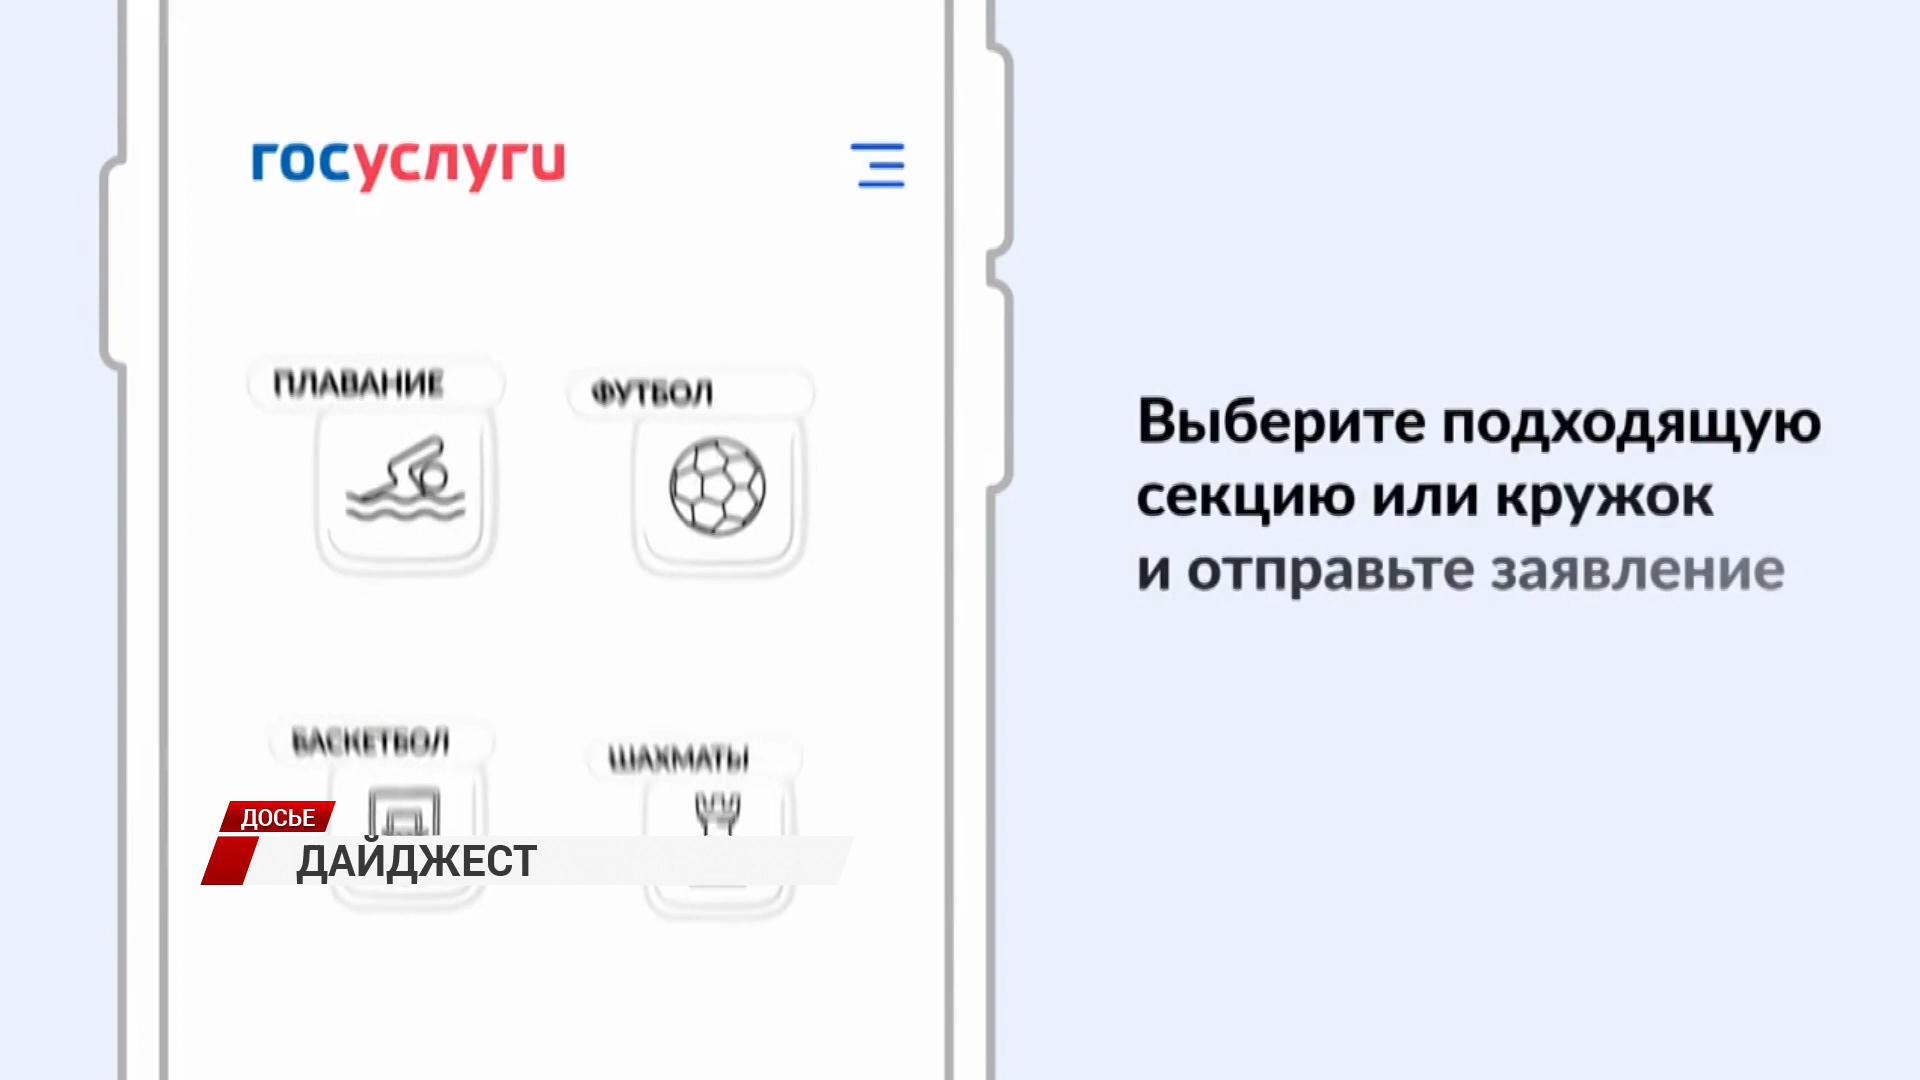 госуслуги
ПЛАВАНИЕ
ФУТБОЛ
Выберите подходящую
секцию или кружок
и отправьте заявление
БАСКЕТБОЛ
ШАХМАТЫ
ДОСЬЕ
ДАЙДЖЕСТ